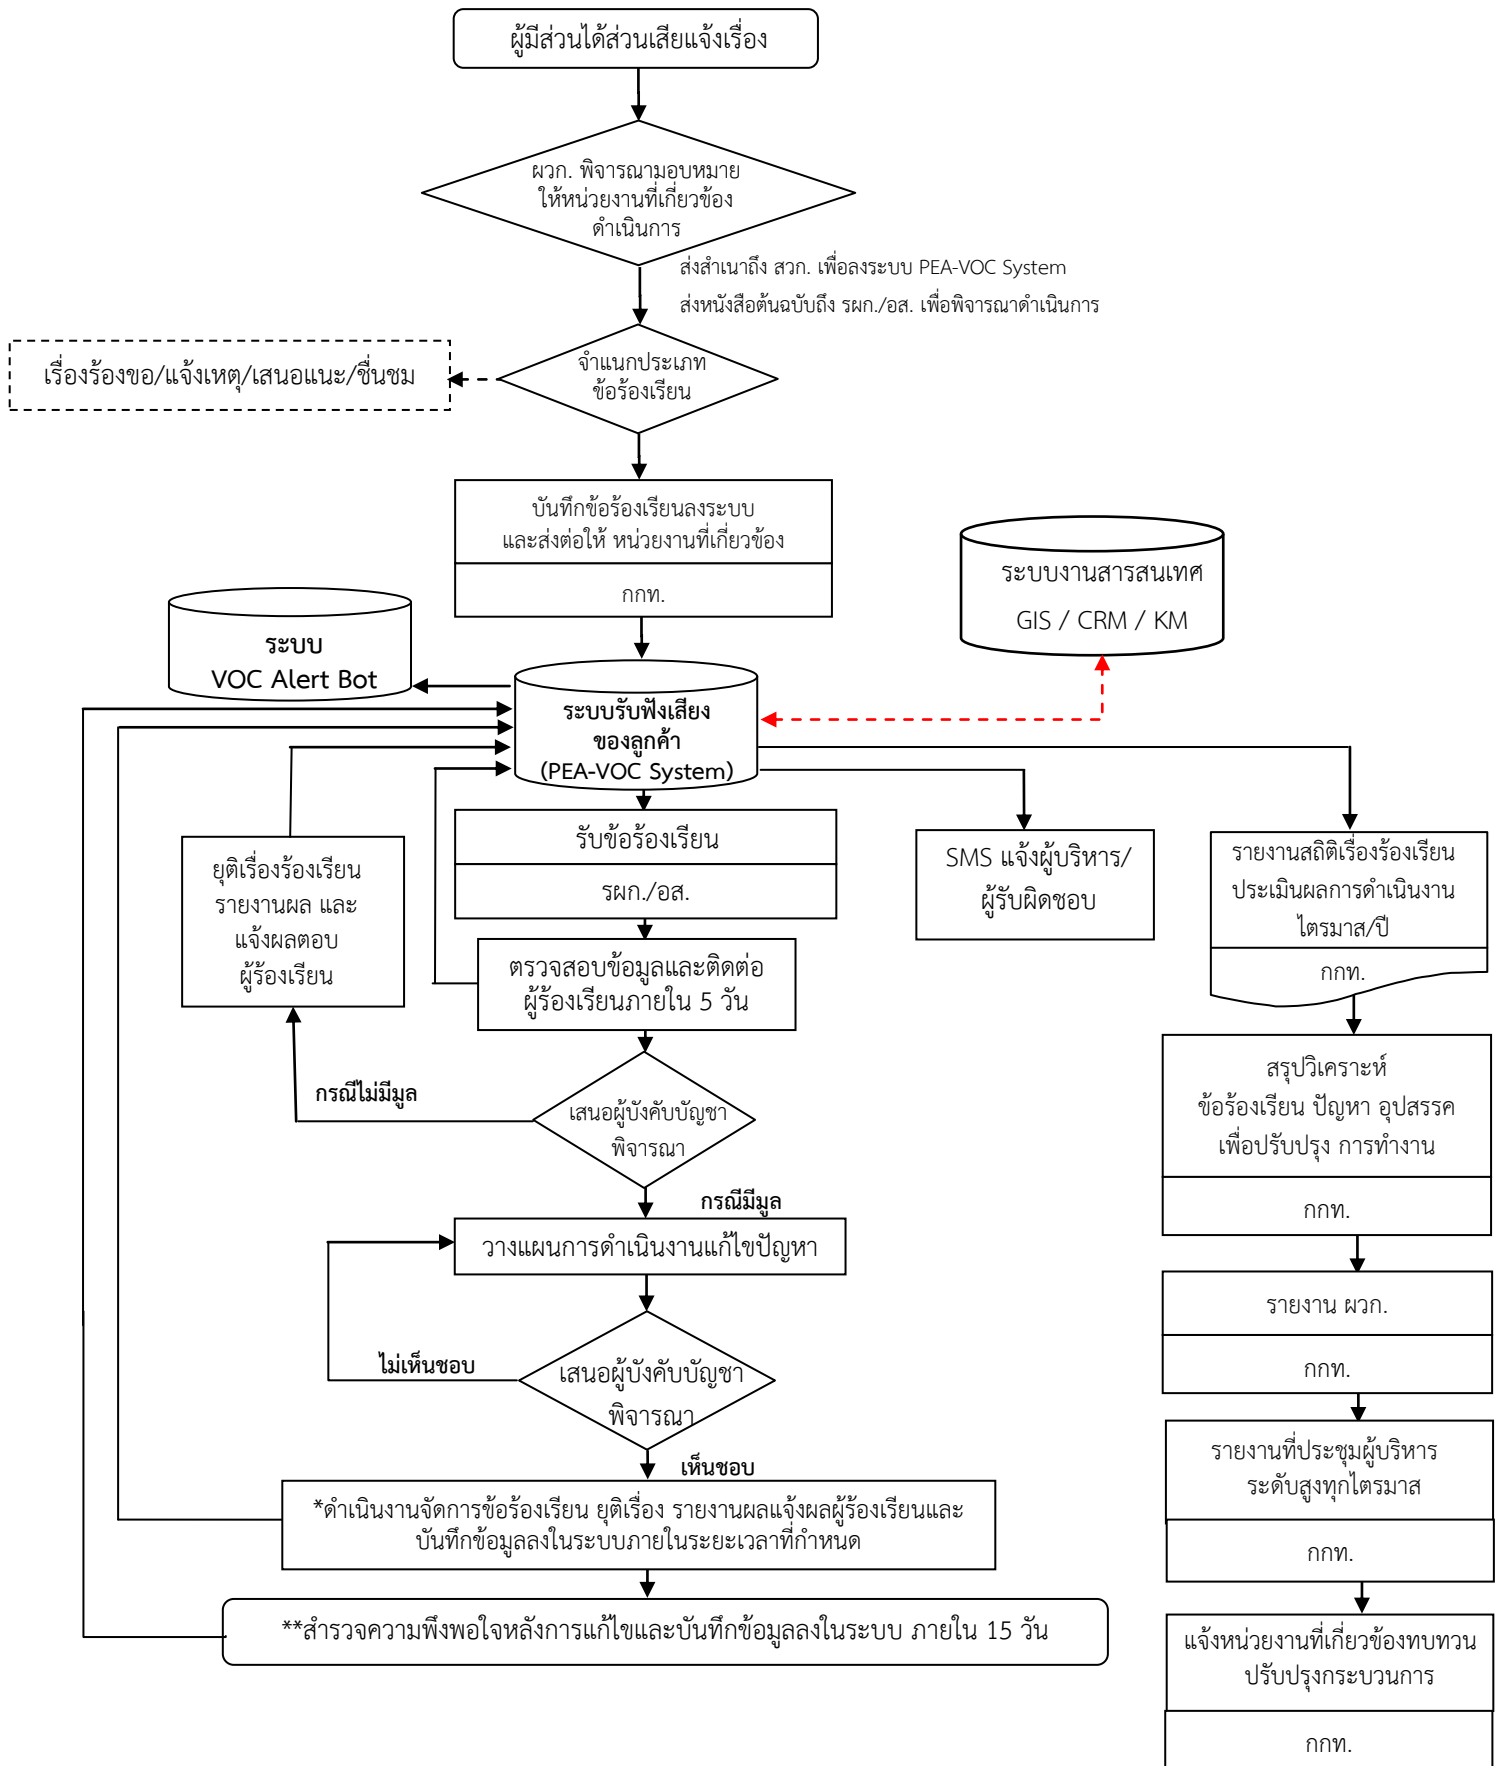 ผู้มีส่วนได้ส่วนเสียแจ้งเรื่อง
ผวก. พิจารณามอบหมาย
ให้หน่วยงานที่เกี่ยวข้อง
ดำเนินการ
ส่งสำเนาถึง สวก. เพื่อลงระบบ PEA-VOC System
ส่งหนังสือต้นฉบับถึง รผก./อส. เพื่อพิจารณาดำเนินการ
เรื่องร้องขอ/แจ้งเหตุ/เสนอแนะ/ชื่นชม
จำแนกประเภท
ข้อร้องเรียน
บันทึกข้อร้องเรียนลงระบบ
และส่งต่อให้ หน่วยงานที่เกี่ยวข้อง
กกท.
ระบบงานสารสนเทศ
GIS / CRM / KM
ระบบ
VOC Alert Bot
ระบบรับฟังเสียง
ของลูกค้า
(PEA-VOC System)
รับข้อร้องเรียน
รผก./อส.
SMS แจ้งผู้บริหาร/
ผู้รับผิดชอบ
รายงานสถิติเรื่องร้องเรียน
ประเมินผลการดำเนินงาน
ไตรมาส/ปี
กกท.
ยุติเรื่องร้องเรียน
รายงานผล และ
แจ้งผลตอบ
ผู้ร้องเรียน
ตรวจสอบข้อมูลและติดต่อ
ผู้ร้องเรียนภายใน 5 วัน
กรณีไม่มีมูล
เสนอผู้บังคับบัญชา
พิจารณา
สรุปวิเคราะห์
ข้อร้องเรียน ปัญหา อุปสรรค
เพื่อปรับปรุง การทำงาน
กกท.
กรณีมีมูล
วางแผนการดำเนินงานแก้ไขปัญหา
รายงาน ผวก.
กกท.
ไม่เห็นชอบ
เสนอผู้บังคับบัญชา
พิจารณา
เห็นชอบ
รายงานที่ประชุมผู้บริหาร
ระดับสูงทุกไตรมาส
กกท.
*ดำเนินงานจัดการข้อร้องเรียน ยุติเรื่อง รายงานผลแจ้งผลผู้ร้องเรียนและ
บันทึกข้อมูลลงในระบบภายในระยะเวลาที่กำหนด
**สำรวจความพึงพอใจหลังการแก้ไขและบันทึกข้อมูลลงในระบบ ภายใน 15 วัน
แจ้งหน่วยงานที่เกี่ยวข้องทบทวน
ปรับปรุงกระบวนการ
กกท.